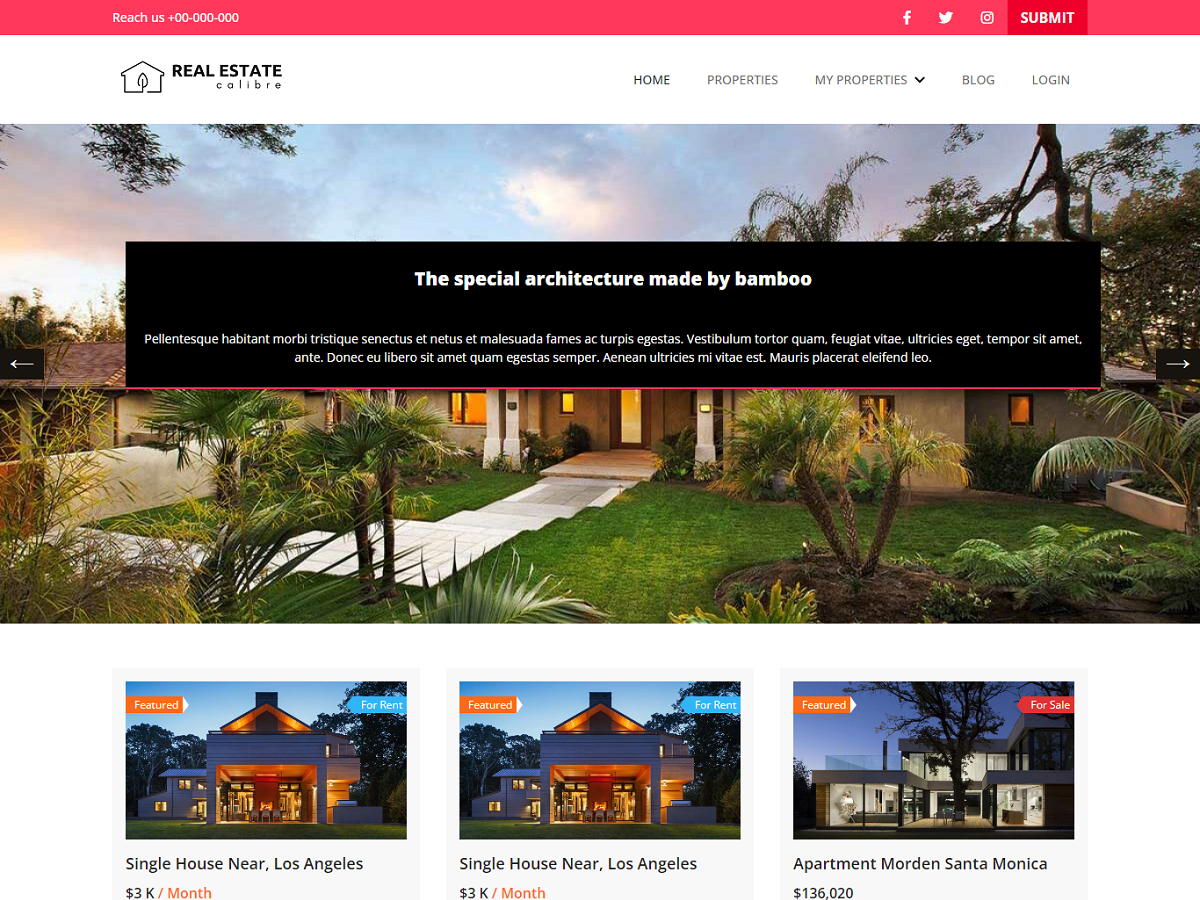 Reach us +00-000-000
SUBMIT
REAL ESTATE
calibre
HOME
PROPERTIES
MY PROPERTIES
BLOG
LOGIN
The special architecture made by bamboo
Pellentesque habitant morbi tristique senectus et netus et malesuada fames ac turpis egestas. Vestibulum tortor quam, feugiat vitae, ultricies eget, tempor sit amet,
ante. Donec eu libero sit amet quam egestas semper. Aenean ultricies mi vitae est. Mauris placerat eleifend leo.
←
→
Featured
For Rent
Featured
For Rent
Featured
For Sale
Single House Near, Los Angeles
Single House Near, Los Angeles
Apartment Morden Santa Monica
$3 K / Month
$3 K / Month
$136,020